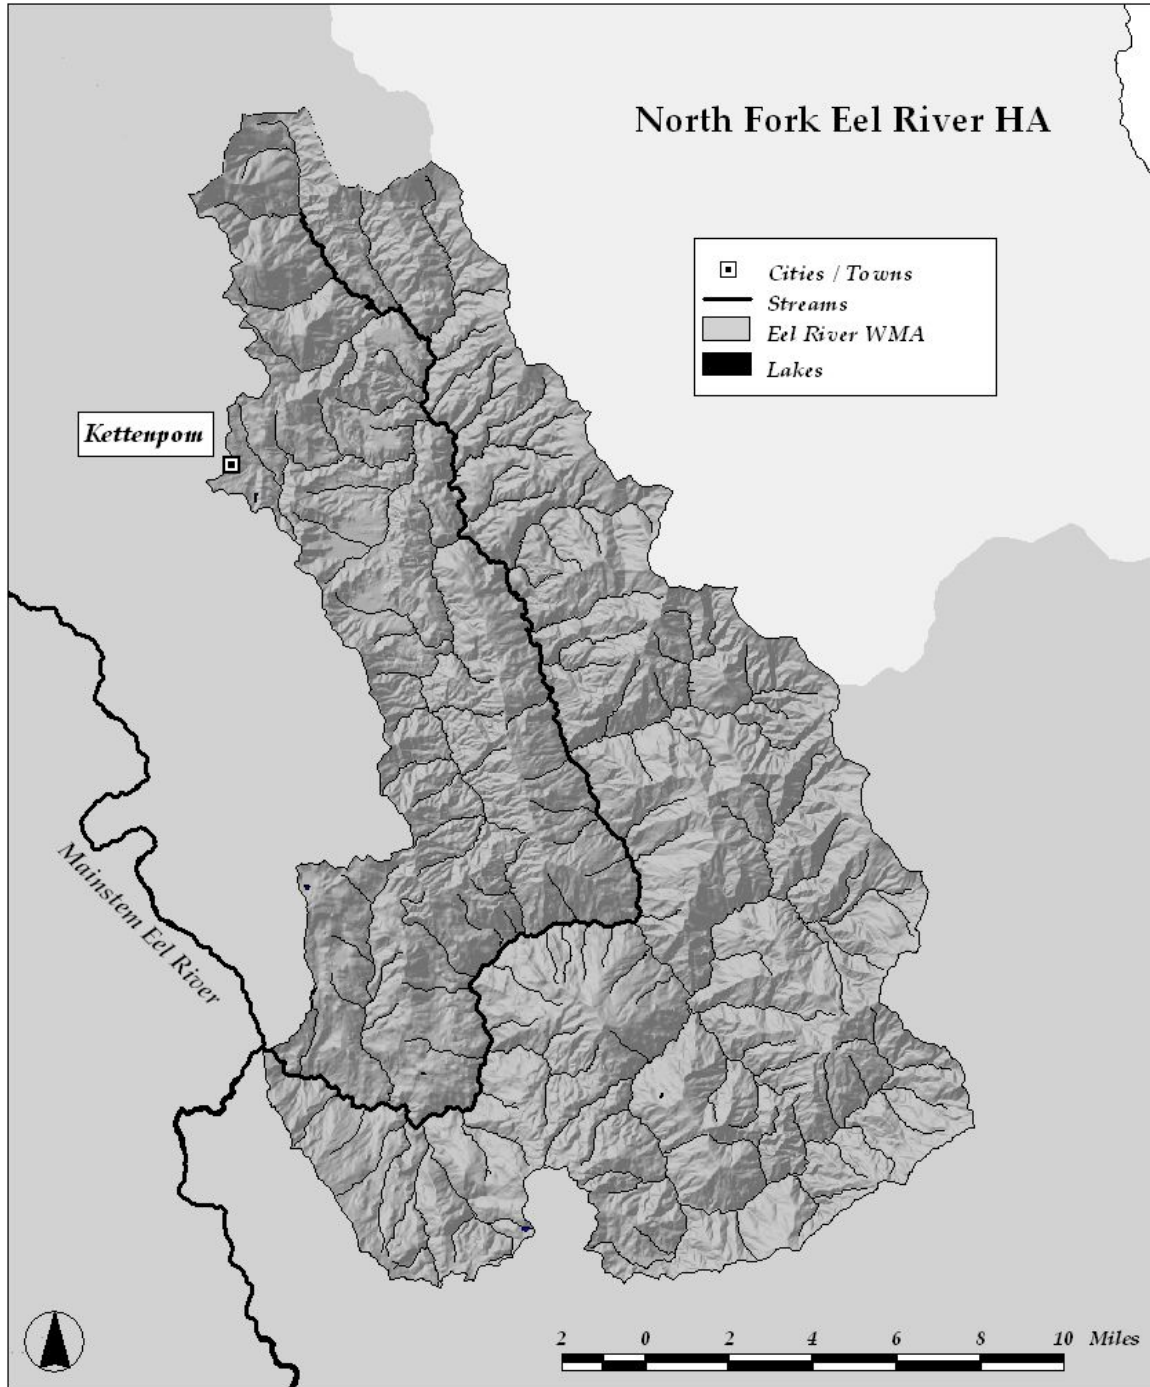 North Fork Eel River HA
Cities / Towns
Streams
Eel River WMA
Lakes
Kettenpom
Mainstem Eel River
2 0 2 4 6 8 10 Miles